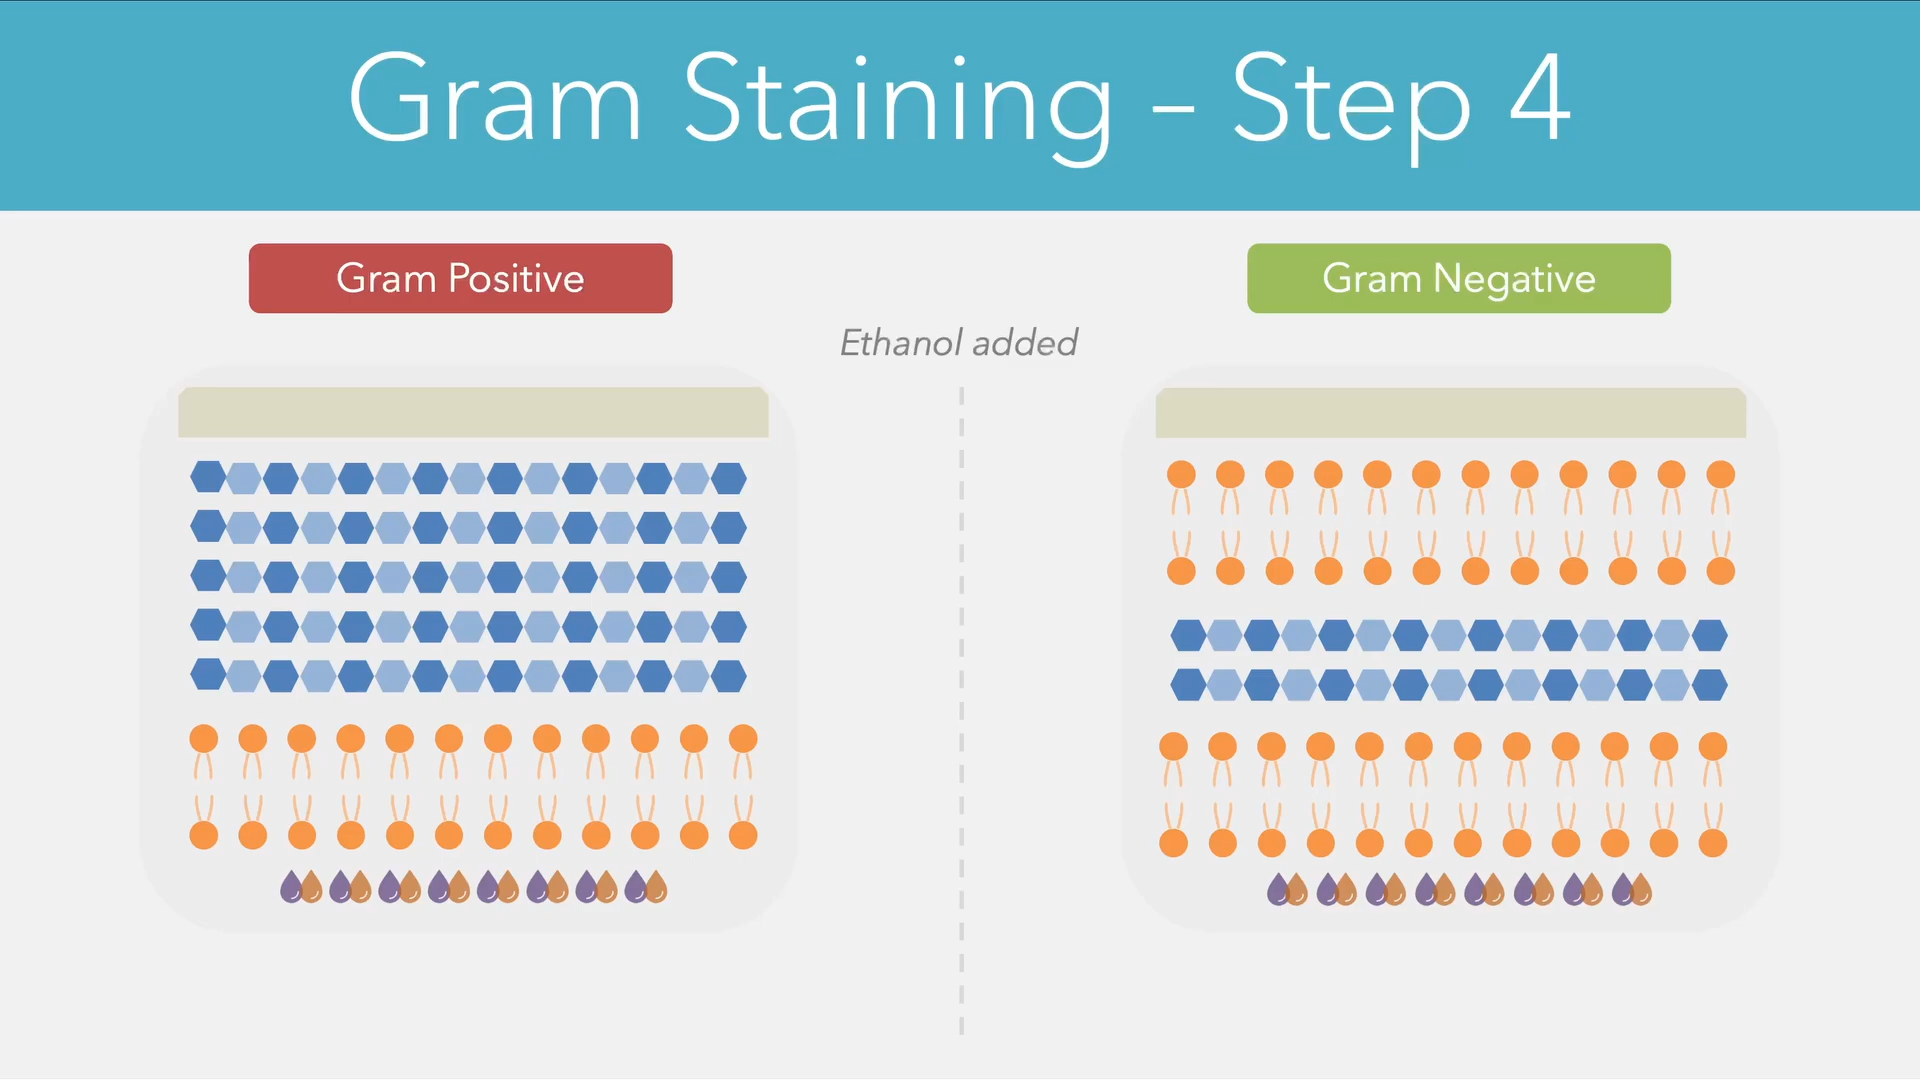 Gram Staining – Step 4
Gram Positive
Gram Negative
Ethanol added